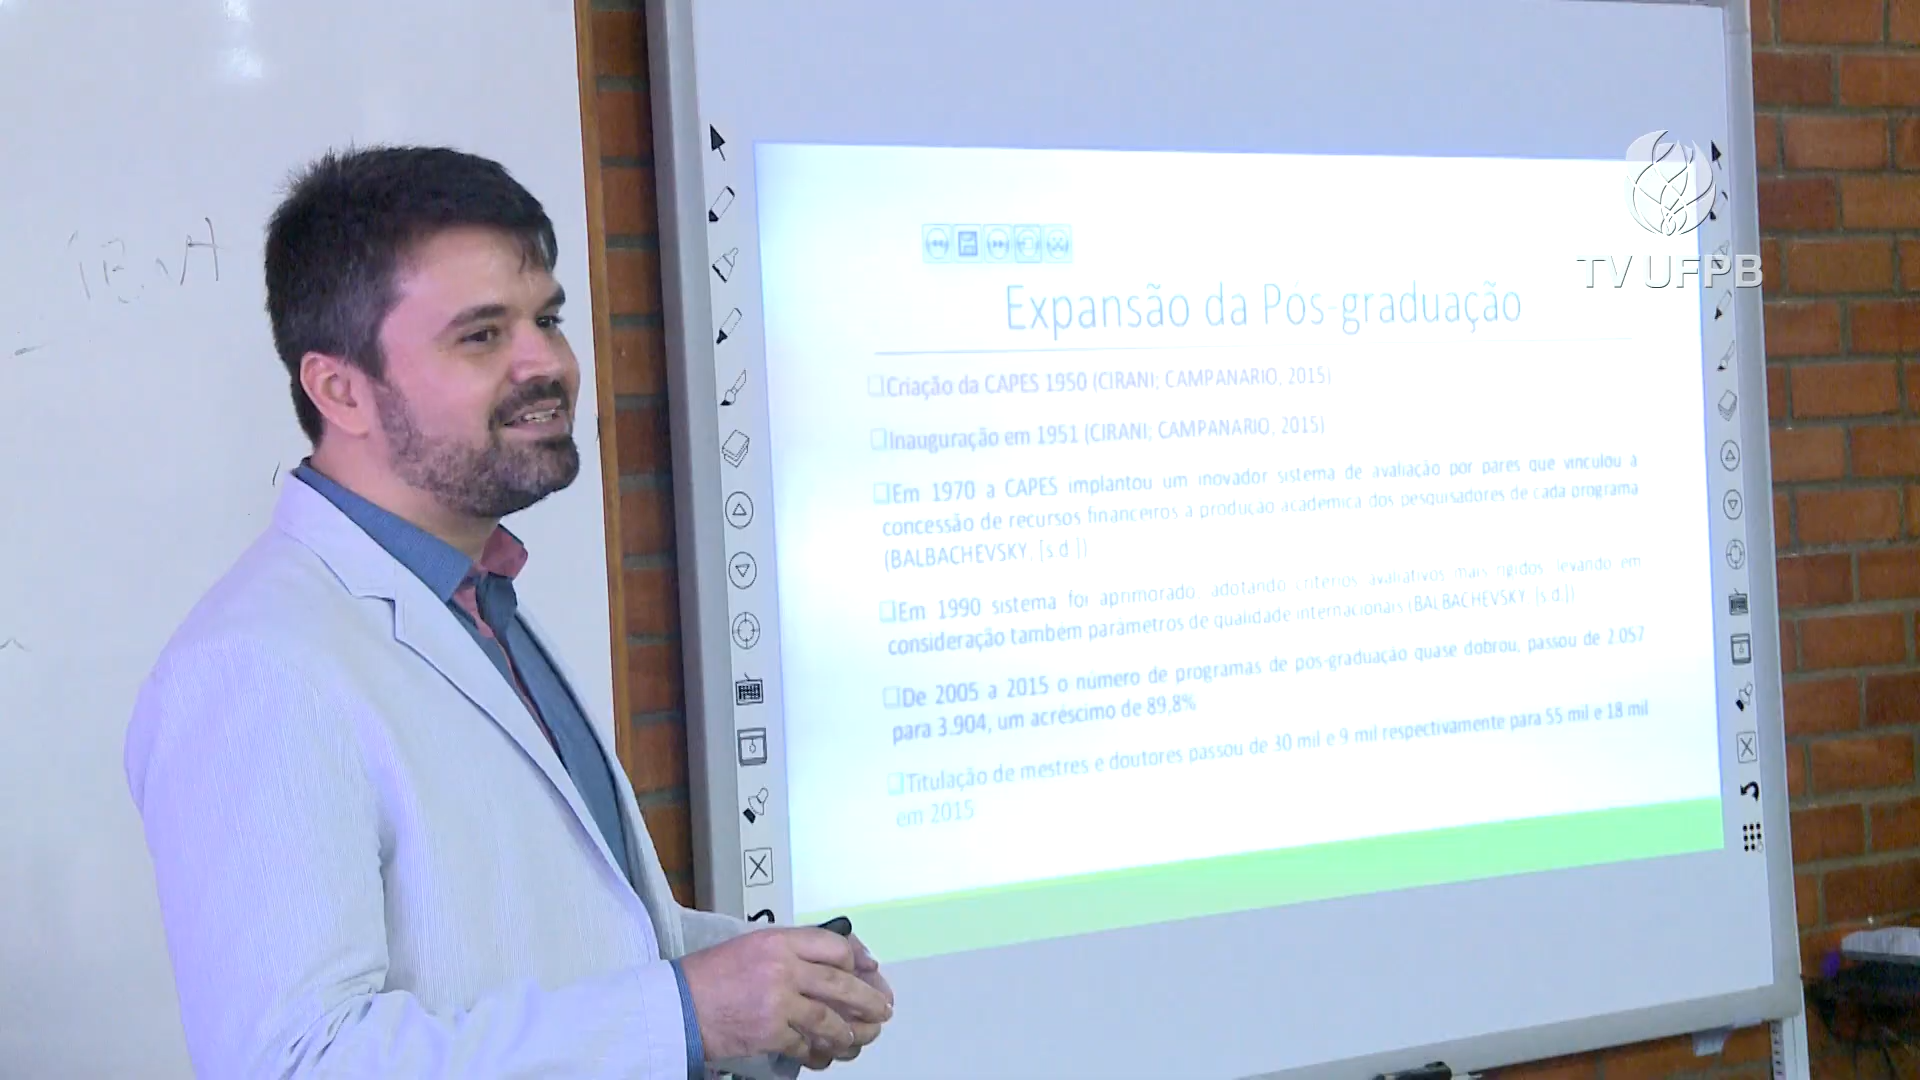 TV UFPB
Expansão da Pós-graduação
Criação da CAPES 1950 (CIRANI; CAMPANARIO, 2015)
Inauguração em 1951 (CIRANI; CAMPANARIO, 2015)
Em 1970 a CAPES implantou um inovador sistema de avaliação por pares que vinculou a
concessão de recursos financeiros a produção acadêmica dos pesquisadores de cada programa
(BALBACHEVSKY, [s.d.])
Em 1990 sistema foi aprimorado, adotando critérios avaliativos mais rígidos, levando em
consideração também parâmetros de qualidade internacionais (BALBACHEVSKY, [s.d.])
De 2005 a 2015 o número de programas de pós-graduação quase dobrou, passou de 2.057
para 3.904, um acréscimo de 89,8%
Titulação de mestres e doutores passou de 30 mil e 9 mil respectivamente para 55 mil e 18 mil
em 2015